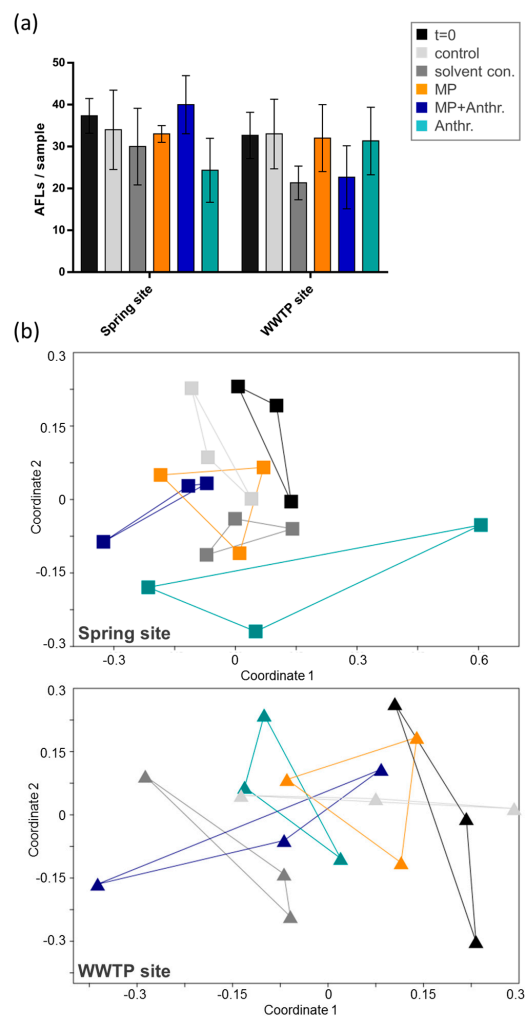 (a)
t=0
control
solvent con.
MP
MP+Anthr.
Anthr.
AFLs / sample
50
40
30
20
10
0
Spring site
WWTP site
(b)
Coordinate 2
0.3
0.15
0
-0.15
-0.3
Spring site
-0.3
0
0.3
0.6
Coordinate 1
Coordinate 2
0.3
0.15
0
-0.15
-0.3
WWTP site
-0.3
-0.15
0
0.15
0.3
Coordinate 1